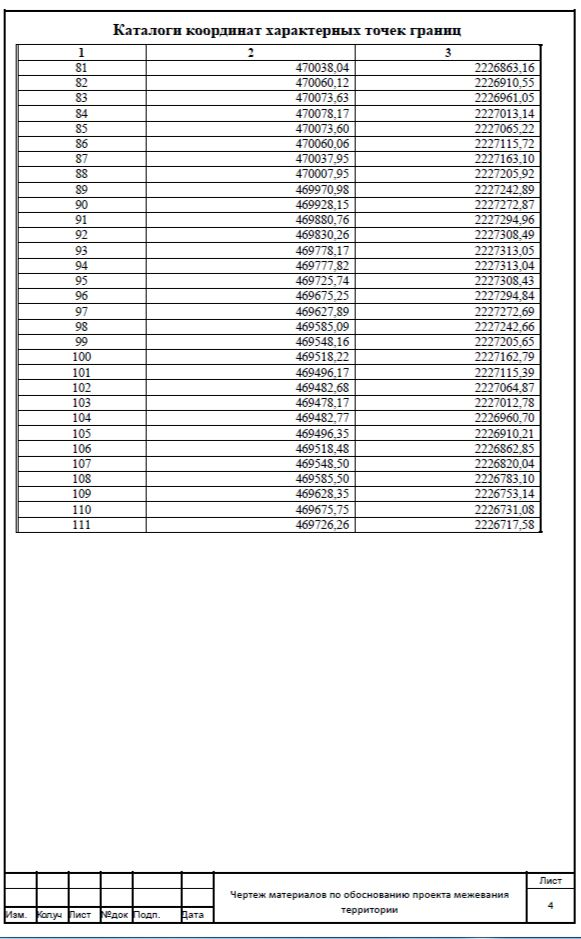 Каталоги координат характерных точек границ
1 2 3
81 470038,04 2226863,16
82 470060,12 2226910,55
83 470073,63 2226961,05
84 470078,17 2227013,14
85 470073,60 2227065,22
86 470060,06 2227115,72
87 470037,95 2227163,10
88 470007,95 2227205,92
89 469970,98 2227242,89
90 469928,15 2227272,87
91 469880,76 2227294,96
92 469830,26 2227308,49
93 469778,17 2227313,05
94 469777,82 2227313,04
95 469725,74 2227308,43
96 469675,25 2227294,84
97 469627,89 2227272,69
98 469585,09 2227242,66
99 469548,16 2227205,65
100 469518,22 2227162,79
101 469496,17 2227115,39
102 469482,68 2227064,87
103 469478,17 2227012,78
104 469482,77 2226960,70
105 469496,35 2226910,21
106 469518,48 2226862,85
107 469548,50 2226820,04
108 469585,50 2226783,10
109 469628,35 2226753,14
110 469675,75 2226731,08
111 469726,26 2226717,58
Лист
Чертеж материалов по обоснованию проекта межевания
территории
4
Изм. Колуч Лист №док Подп. Дата